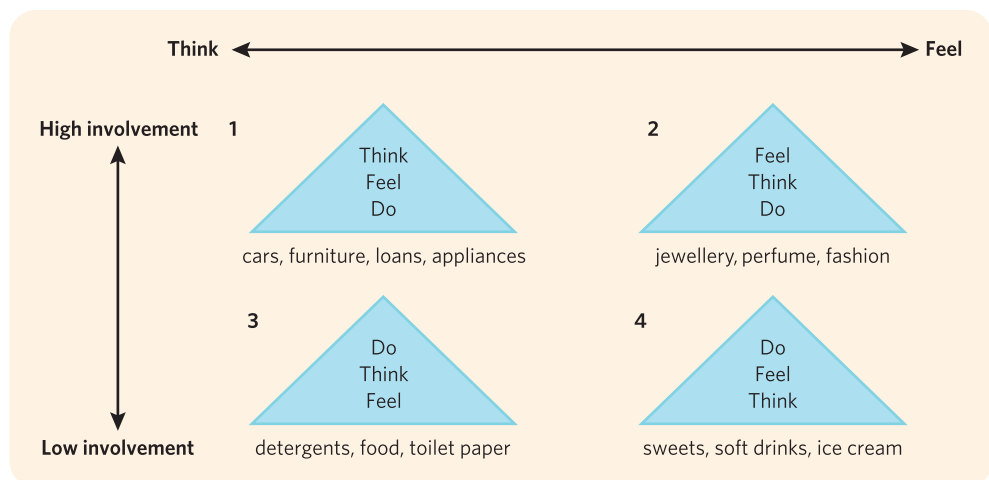 Think Feel
High involvement 1 2
Think
Feel
Do
cars, furniture, loans, appliances
Feel
Think
Do
jewellery, perfume, fashion
3
Do
Think
Feel
detergents, food, toilet paper
4
Do
Feel
Think
sweets, soft drinks, ice cream
Low involvement